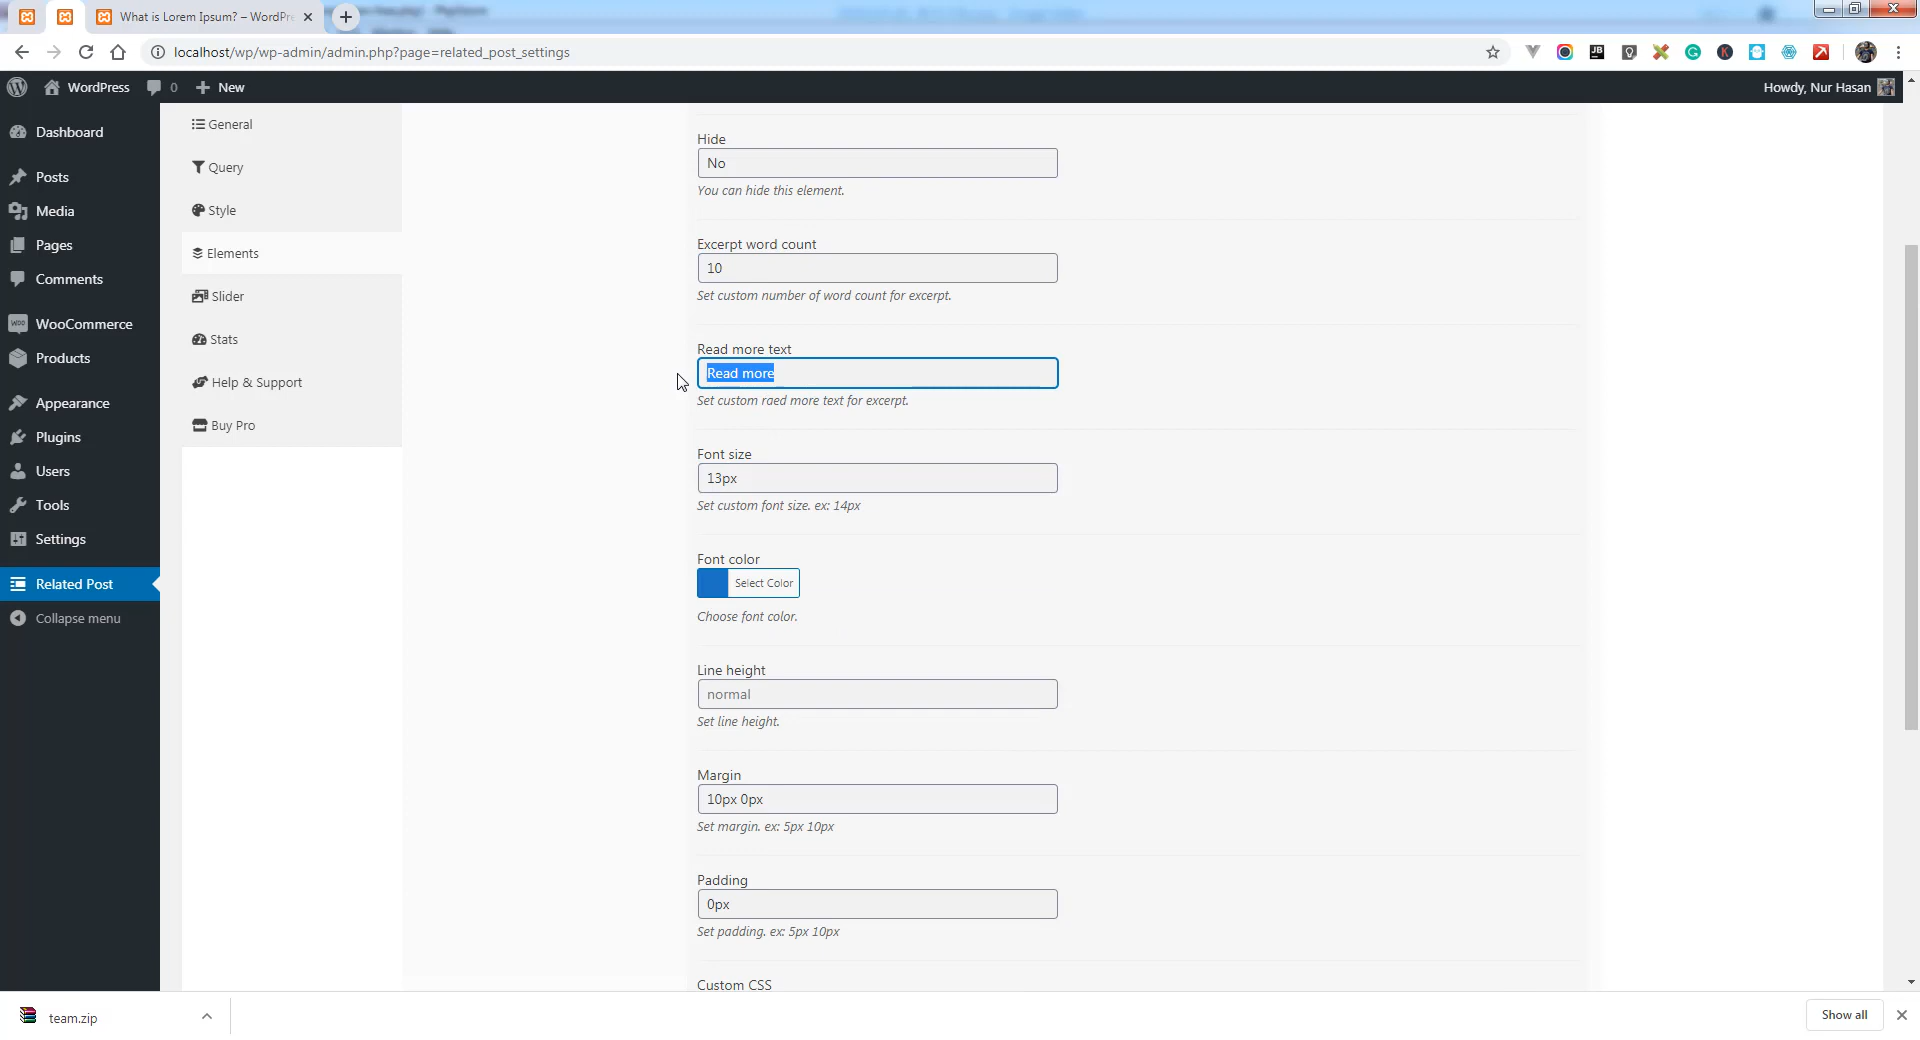 What is Lorem Ipsum? – WordPr
localhost/wp/wp-admin/admin.php?page=related_post_settings
WordPress
0
New
Howdy, Nur Hasan
Dashboard
Posts
Media
Pages
Comments
WooCommerce
Products
Appearance
Plugins
Users
Tools
Settings
Related Post
Collapse menu
General
Query
Style
Elements
Slider
Stats
Help & Support
Buy Pro
Hide
No
You can hide this element.
Excerpt word count
10
Set custom number of word count for excerpt.
Read more text
Read more
Set custom raed more text for excerpt.
Font size
13px
Set custom font size. ex: 14px
Font color
Select Color
Choose font color.
Line height
normal
Set line height.
Margin
10px 0px
Set margin. ex: 5px 10px
Padding
0px
Set padding. ex: 5px 10px
Custom CSS
team.zip
Show all